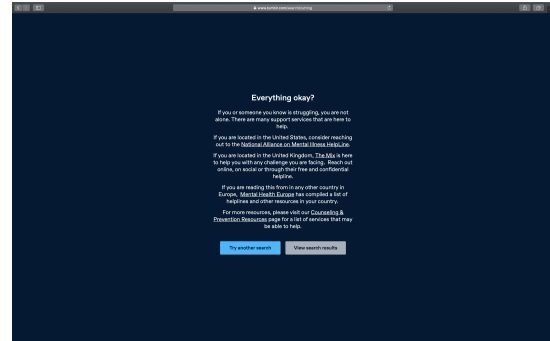 www.tumblr.com/search/cutting
Everything okay?
If you or someone you know is struggling, you are not
alone. There are many support services that are here to
help.
If you are located in the United States, consider reaching
out to the National Alliance on Mental Illness HelpLine.
If you are located in the United Kingdom, The Mix is here
to help you with any challenge you are facing. Reach out
online, on social or through their free and confidential
helpline.
If you are reading this from in any other country in
Europe, Mental Health Europe has compiled a list of
helplines and other resources in your country.
For more resources, please visit our Counseling &
Prevention Resources page for a list of services that may
be able to help.
Try another search
View search results